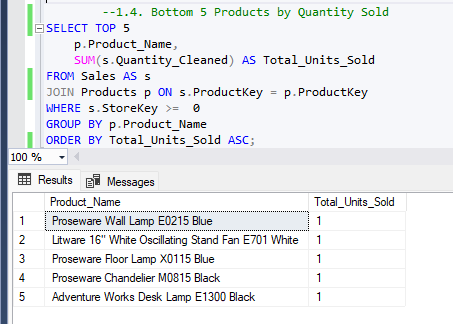 --1.4. Bottom 5 Products by Quantity Sold
SELECT TOP 5
p.Product_Name,
SUM(s.Quantity_Cleaned) AS Total_Units_Sold
FROM Sales AS s
JOIN Products p ON s.ProductKey = p.ProductKey
WHERE s.StoreKey >= 0
GROUP BY p.Product_Name
ORDER BY Total_Units_Sold ASC;
100 %
Results Messages
Product_Name Total_Units_Sold
1 Proseware Wall Lamp E0215 Blue 1
2 Litware 16" White Oscillating Stand Fan E701 White 1
3 Proseware Floor Lamp X0115 Blue 1
4 Proseware Chandelier M0815 Black 1
5 Adventure Works Desk Lamp E1300 Black 1